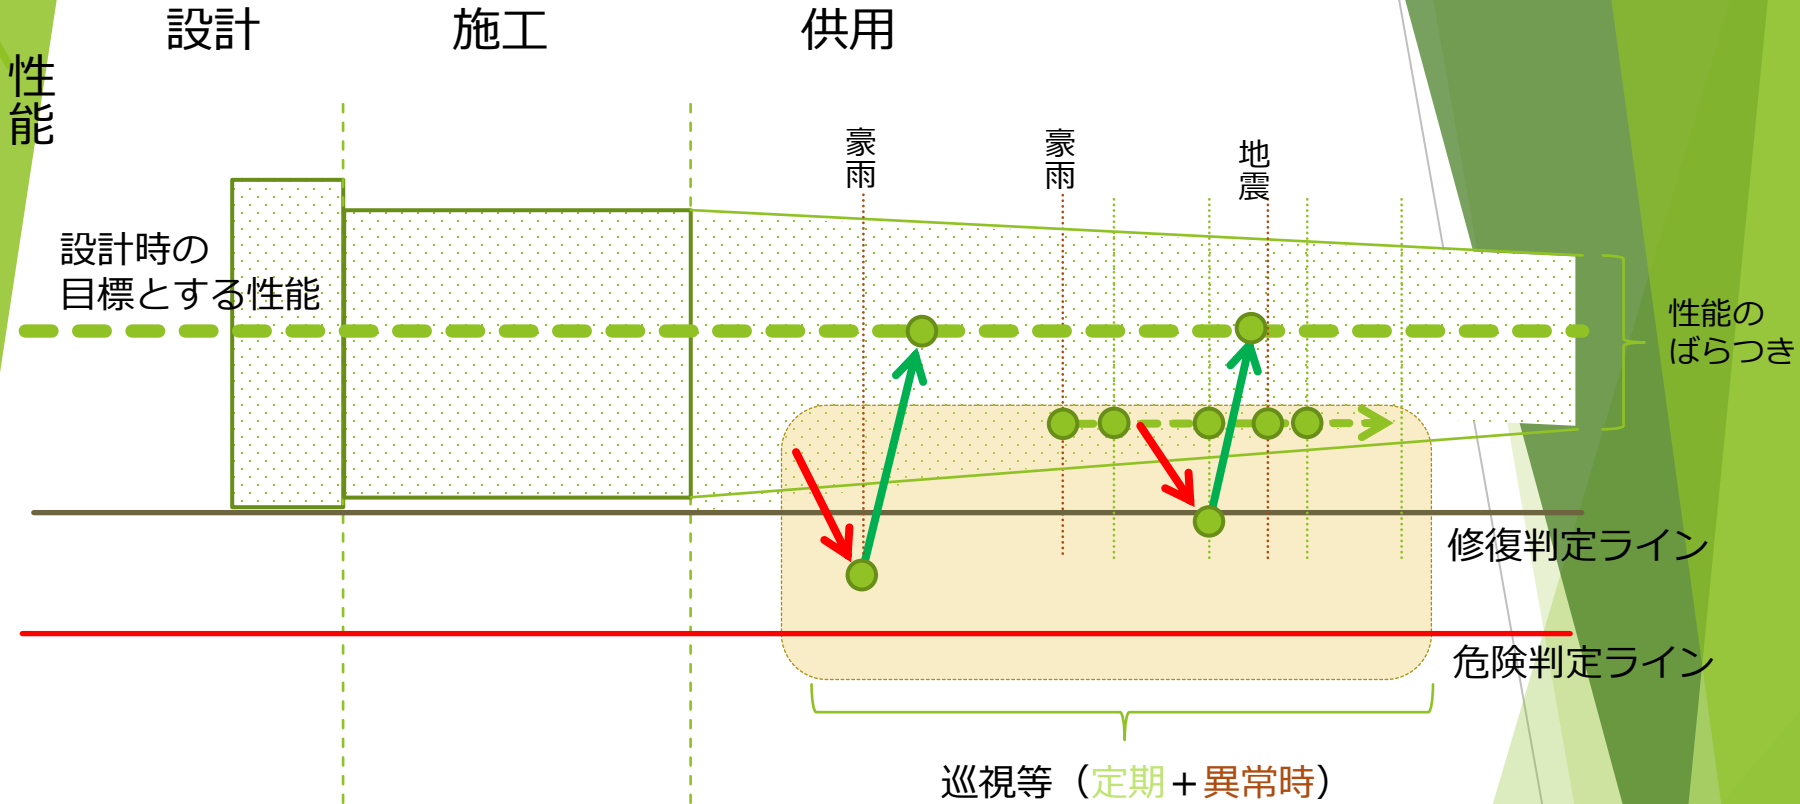 設計
施工
供用
性能
豪雨
豪雨
地震
設計時の
目標とする性能
性能の
ばらつき
修復判定ライン
危険判定ライン
巡視等（定期＋異常時）